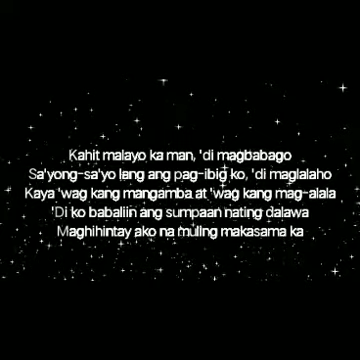 Kahit malayo ka man, 'di magbabago
Sa'yong-sa'yo lang ang pag-ibig ko, 'di maglalaho
Kaya 'wag kang mangamba at 'wag kang mag-alala
'Di ko babaliin ang sumpaan nating dalawa
Maghihintay ako na muling makasama ka